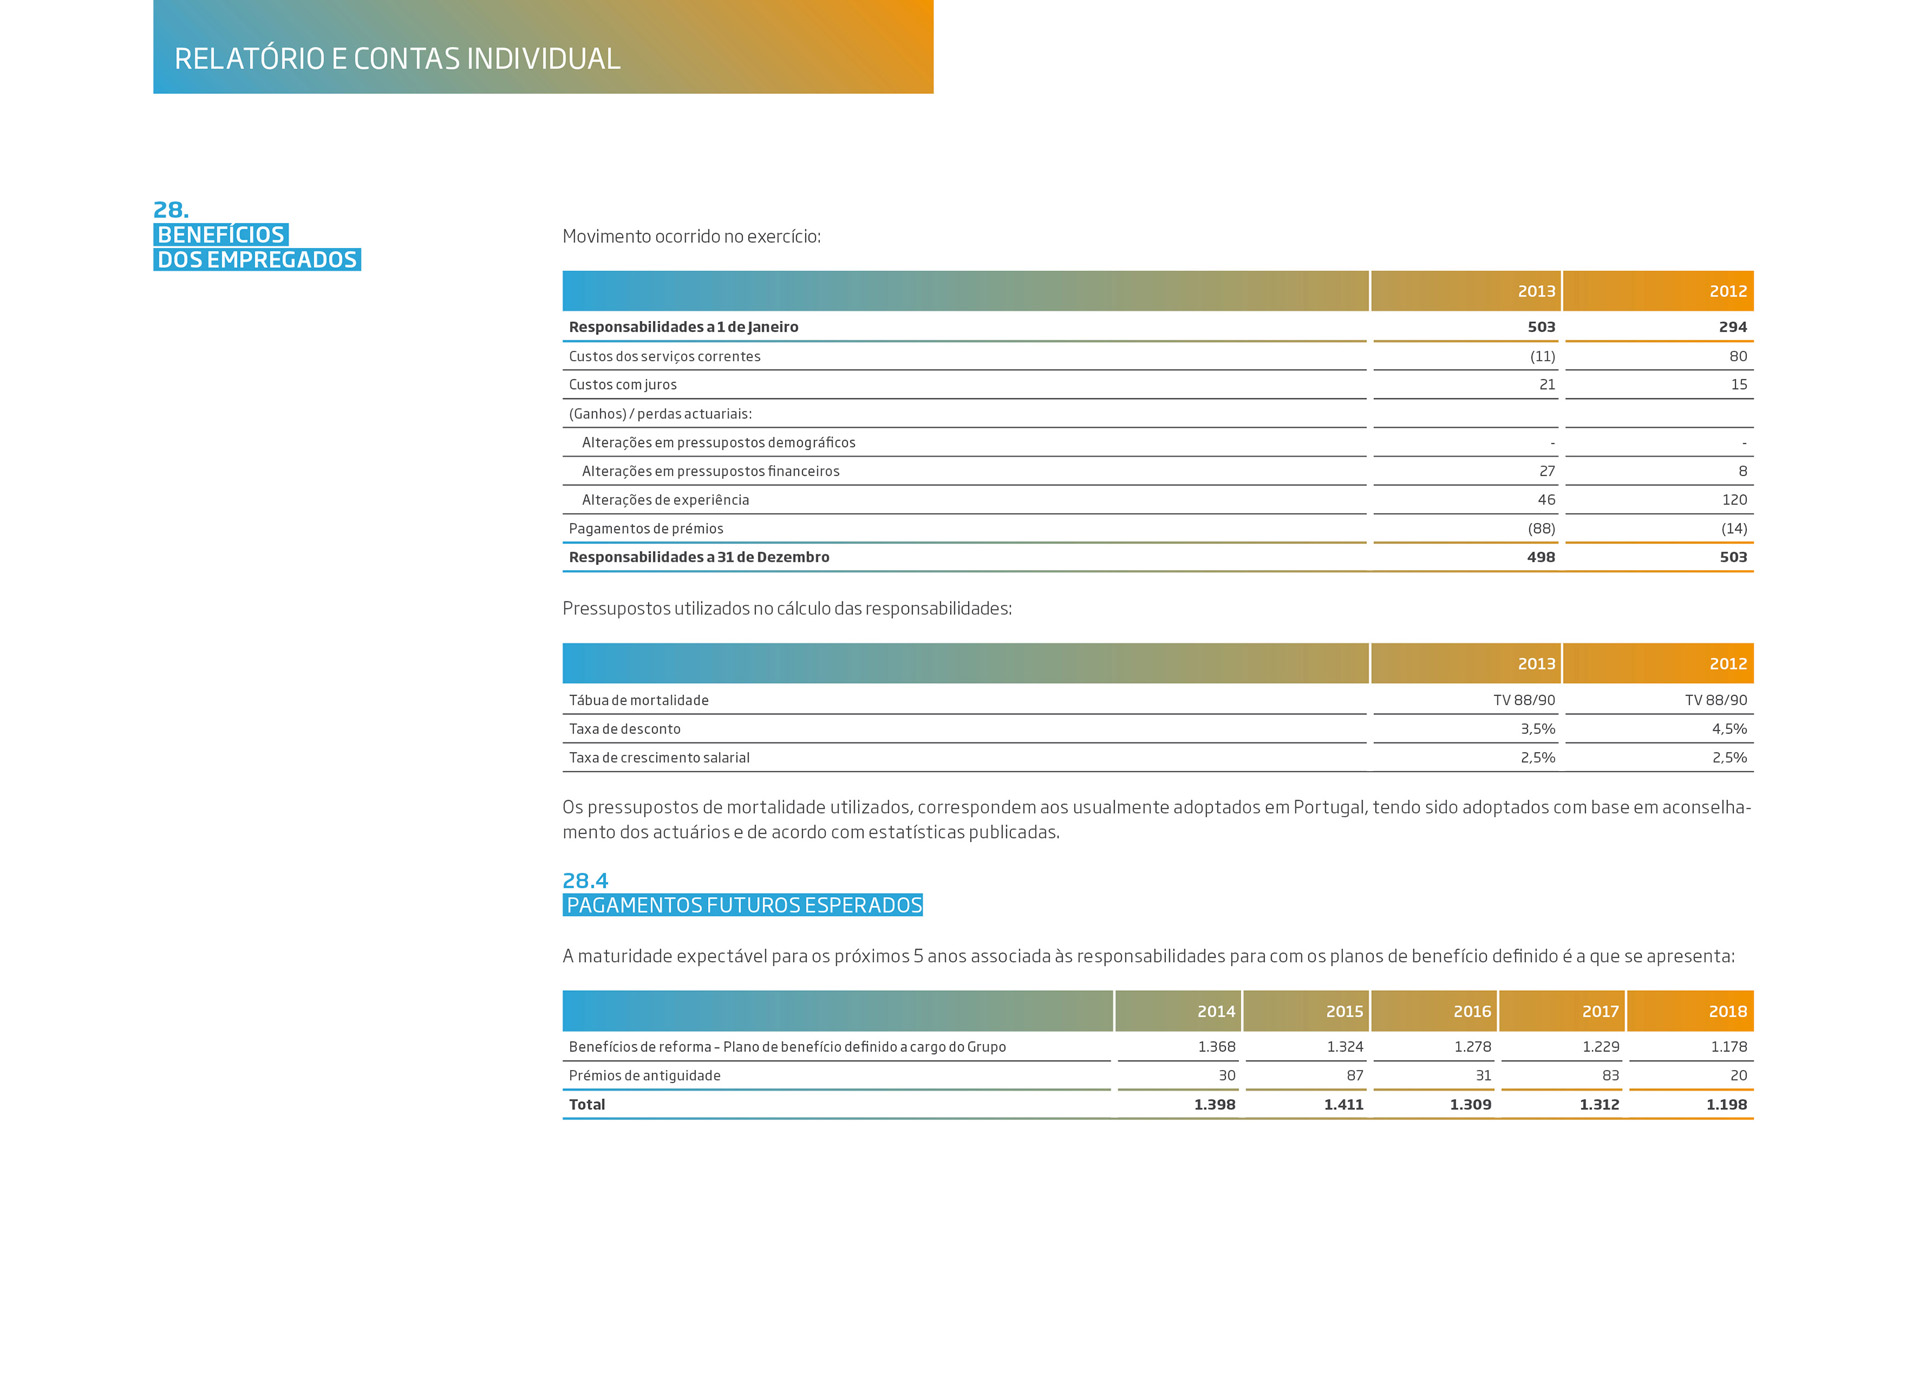 RELATÓRIO E CONTAS INDIVIDUAL
28.
BENEFÍCIOS
DOS EMPREGADOS
Movimento ocorrido no exercício:
2013 2012
Responsabilidades a 1 de Janeiro 503 294
Custos dos serviços correntes (11) 80
Custos com juros 21 15
(Ganhos) / perdas actuariais:
Alterações em pressupostos demográficos - -
Alterações em pressupostos financeiros 27 8
Alterações de experiência 46 120
Pagamentos de prémios (88) (14)
Responsabilidades a 31 de Dezembro 498 503
Pressupostos utilizados no cálculo das responsabilidades:
2013 2012
Tábua de mortalidade TV 88/90 TV 88/90
Taxa de desconto 3,5% 4,5%
Taxa de crescimento salarial 2,5% 2,5%
Os pressupostos de mortalidade utilizados, correspondem aos usualmente adoptados em Portugal, tendo sido adoptados com base em aconselha-
mento dos actuários e de acordo com estatísticas publicadas.
28.4
PAGAMENTOS FUTUROS ESPERADOS
A maturidade expectável para os próximos 5 anos associada às responsabilidades para com os planos de benefício definido é a que se apresenta:
2014 2015 2016 2017 2018
Benefícios de reforma – Plano de benefício definido a cargo do Grupo 1.368 1.324 1.278 1.229 1.178
Prémios de antiguidade 30 87 31 83 20
Total 1.398 1.411 1.309 1.312 1.198